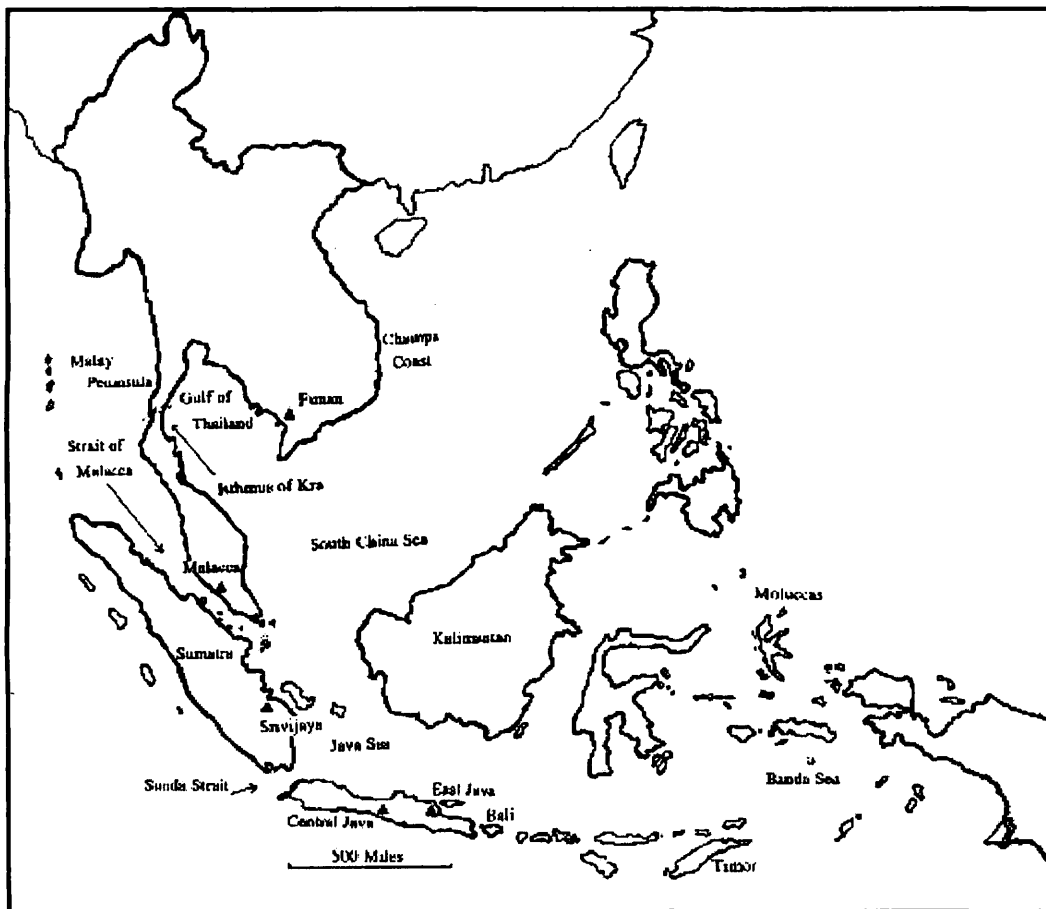 Champa
Coast
Malay
Peninsula
Gulf of
Thailand
Funan
Strait of
Malacca
Isthmus of Kra
South China Sea
Malacca
Moluccas
Kalimantan
Sumatra
Srivijaya
Java Sea
Banda Sea
Sunda Strait
East Java
Central Java
Bali
500 Miles
Timor